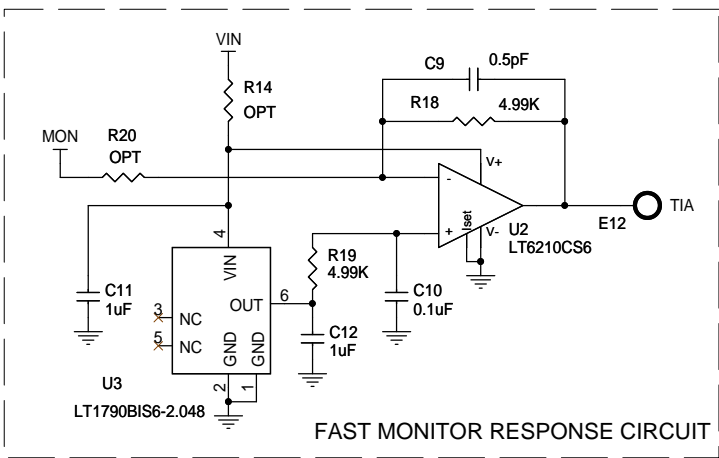 VIN
R14
OPT
C9
0.5pF
R18
4.99K
MON
R20
OPT
V+
-
+
Iset
V-
U2
LT6210CS6
E12
TIA
4
VIN
R19
4.99K
C11
1uF
OUT
6
C10
0.1uF
3
NC
5
NC
GND
GND
C12
1uF
2
1
U3
LT1790BIS6-2.048
FAST MONITOR RESPONSE CIRCUIT